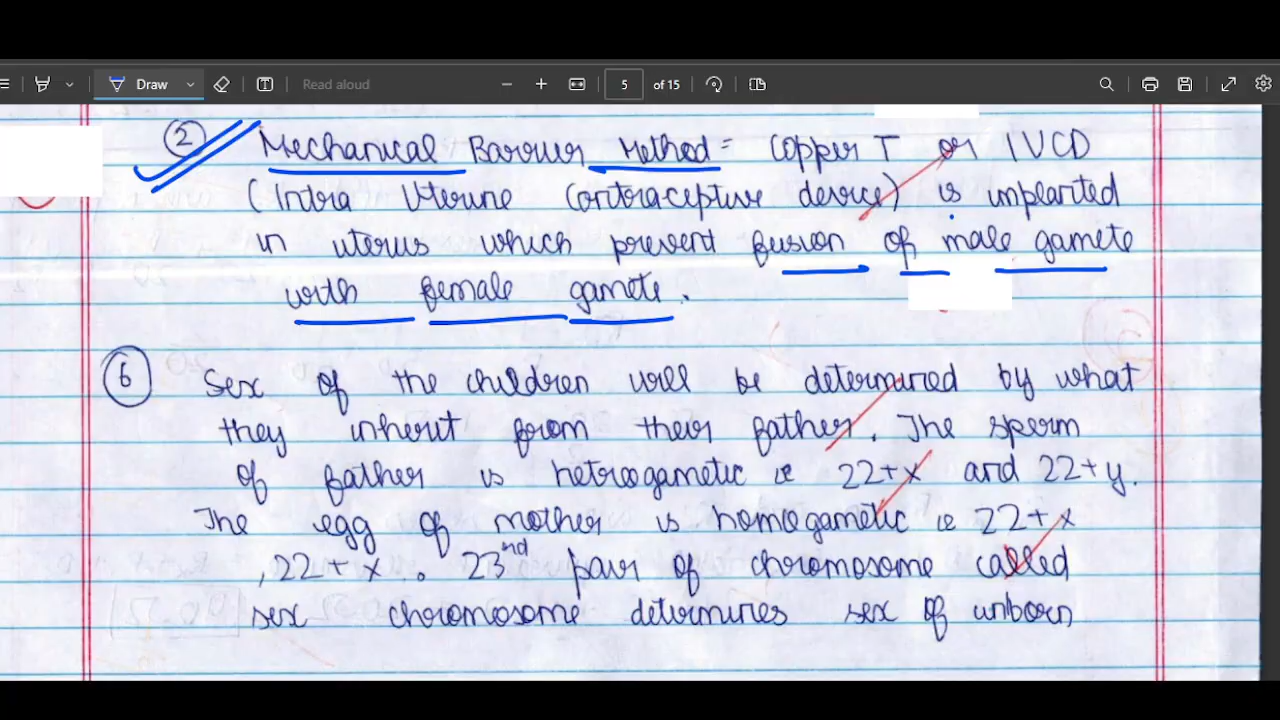 Draw
Read aloud
5 of 15
② Mechanical Barrier Method = Copper T or IUCD
(Intra Uterine Contraceptive device) is implanted
in uterus which prevent fusion of male gamete
with female gamete.
⑥ Sex of the children will be determined by what
they inherit from their father. The sperm
of father is hetrogametic ie 22+x and 22+y.
The egg of mother is homogametic ie 22+x
, 22+x. 23nd pair of chromosome called
sex chromosome determines sex of unborn